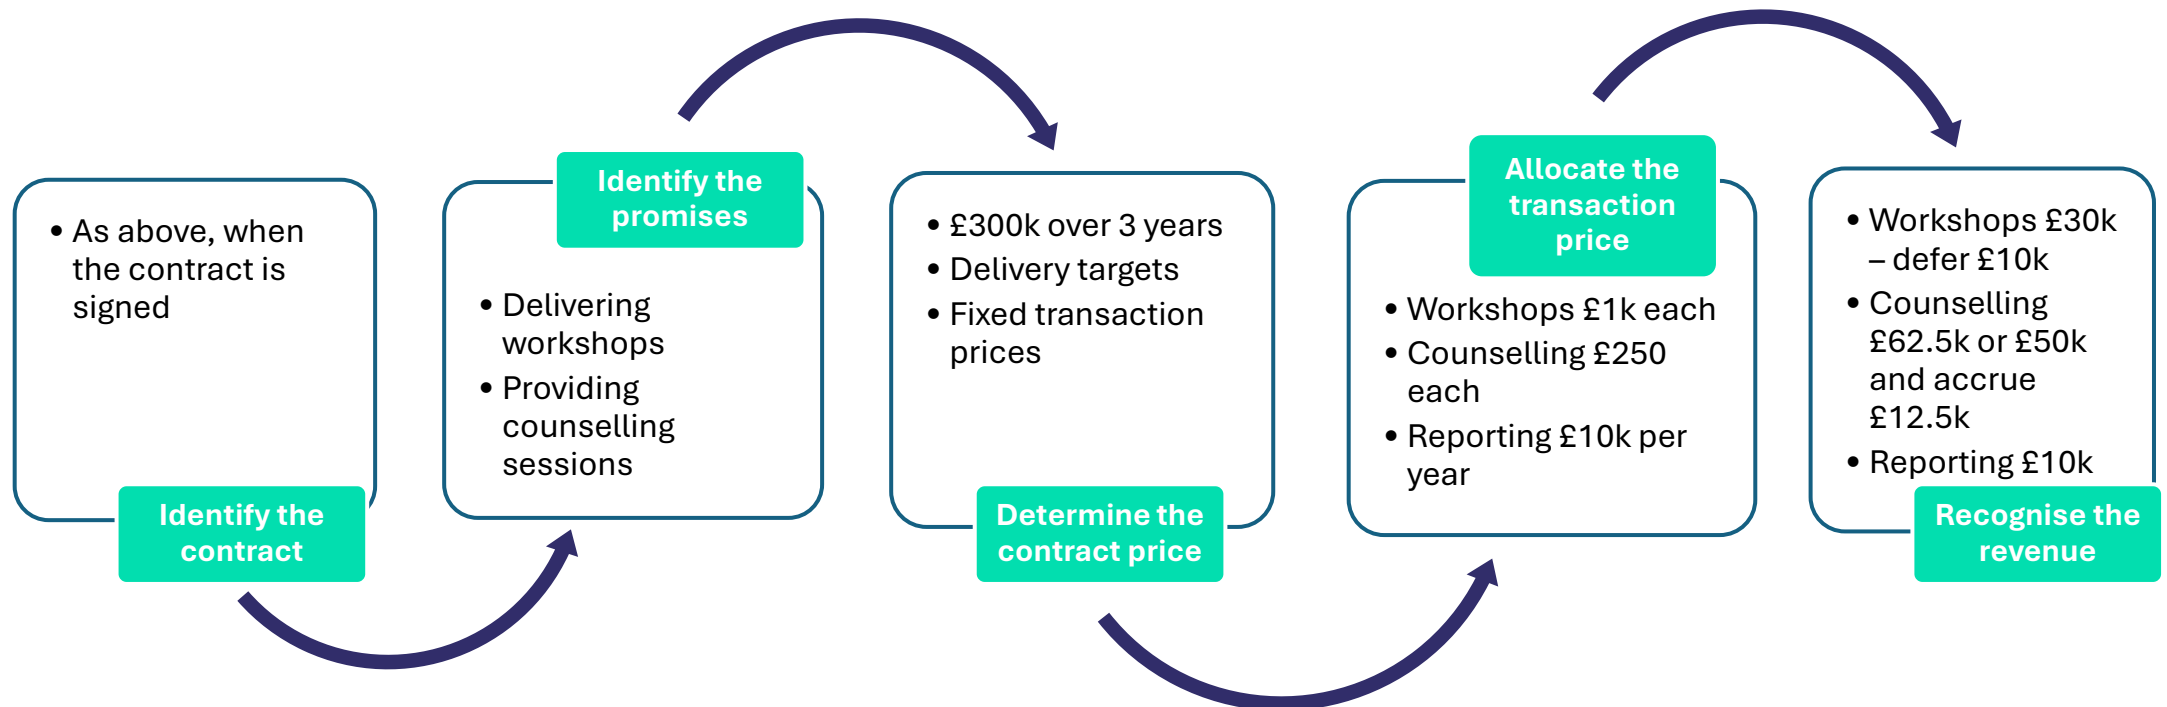 • As above, when
the contract is
signed
Identify the
contract
Identify the
promises
• Delivering
workshops
• Providing
counselling
sessions
• £300k over 3 years
• Delivery targets
• Fixed transaction
prices
Determine the
contract price
Allocate the
transaction
price
• Workshops £1k each
• Counselling £250
each
• Reporting £10k per
year
• Workshops £30k
– defer £10k
• Counselling
£62.5k or £50k
and accrue
£12.5k
• Reporting £10k
Recognise the
revenue